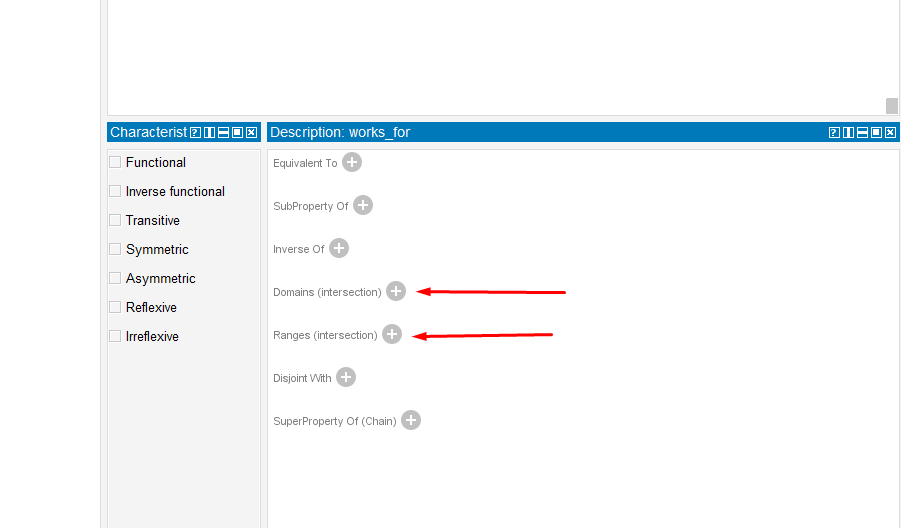 Characterist
Description: works_for
Functional
Inverse functional
Transitive
Symmetric
Asymmetric
Reflexive
Irreflexive
Equivalent To
SubProperty Of
Inverse Of
Domains (intersection)
Ranges (intersection)
Disjoint With
SuperProperty Of (Chain)